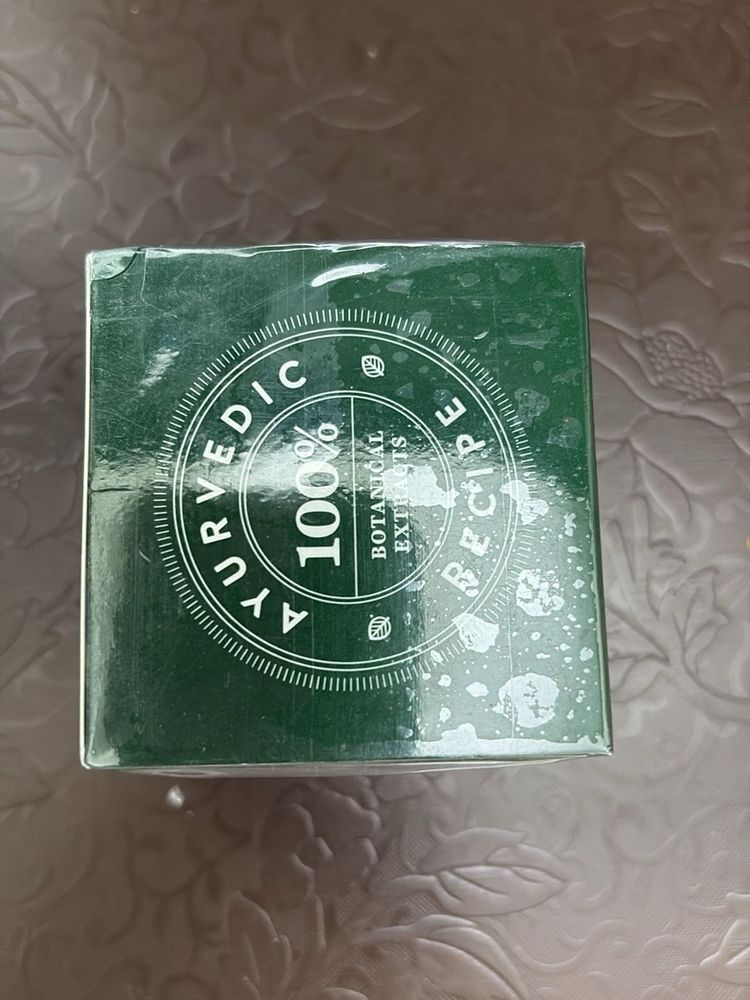 AYURVEDIC
100%
BOTANICAL
EXTRACTS
RECIPE